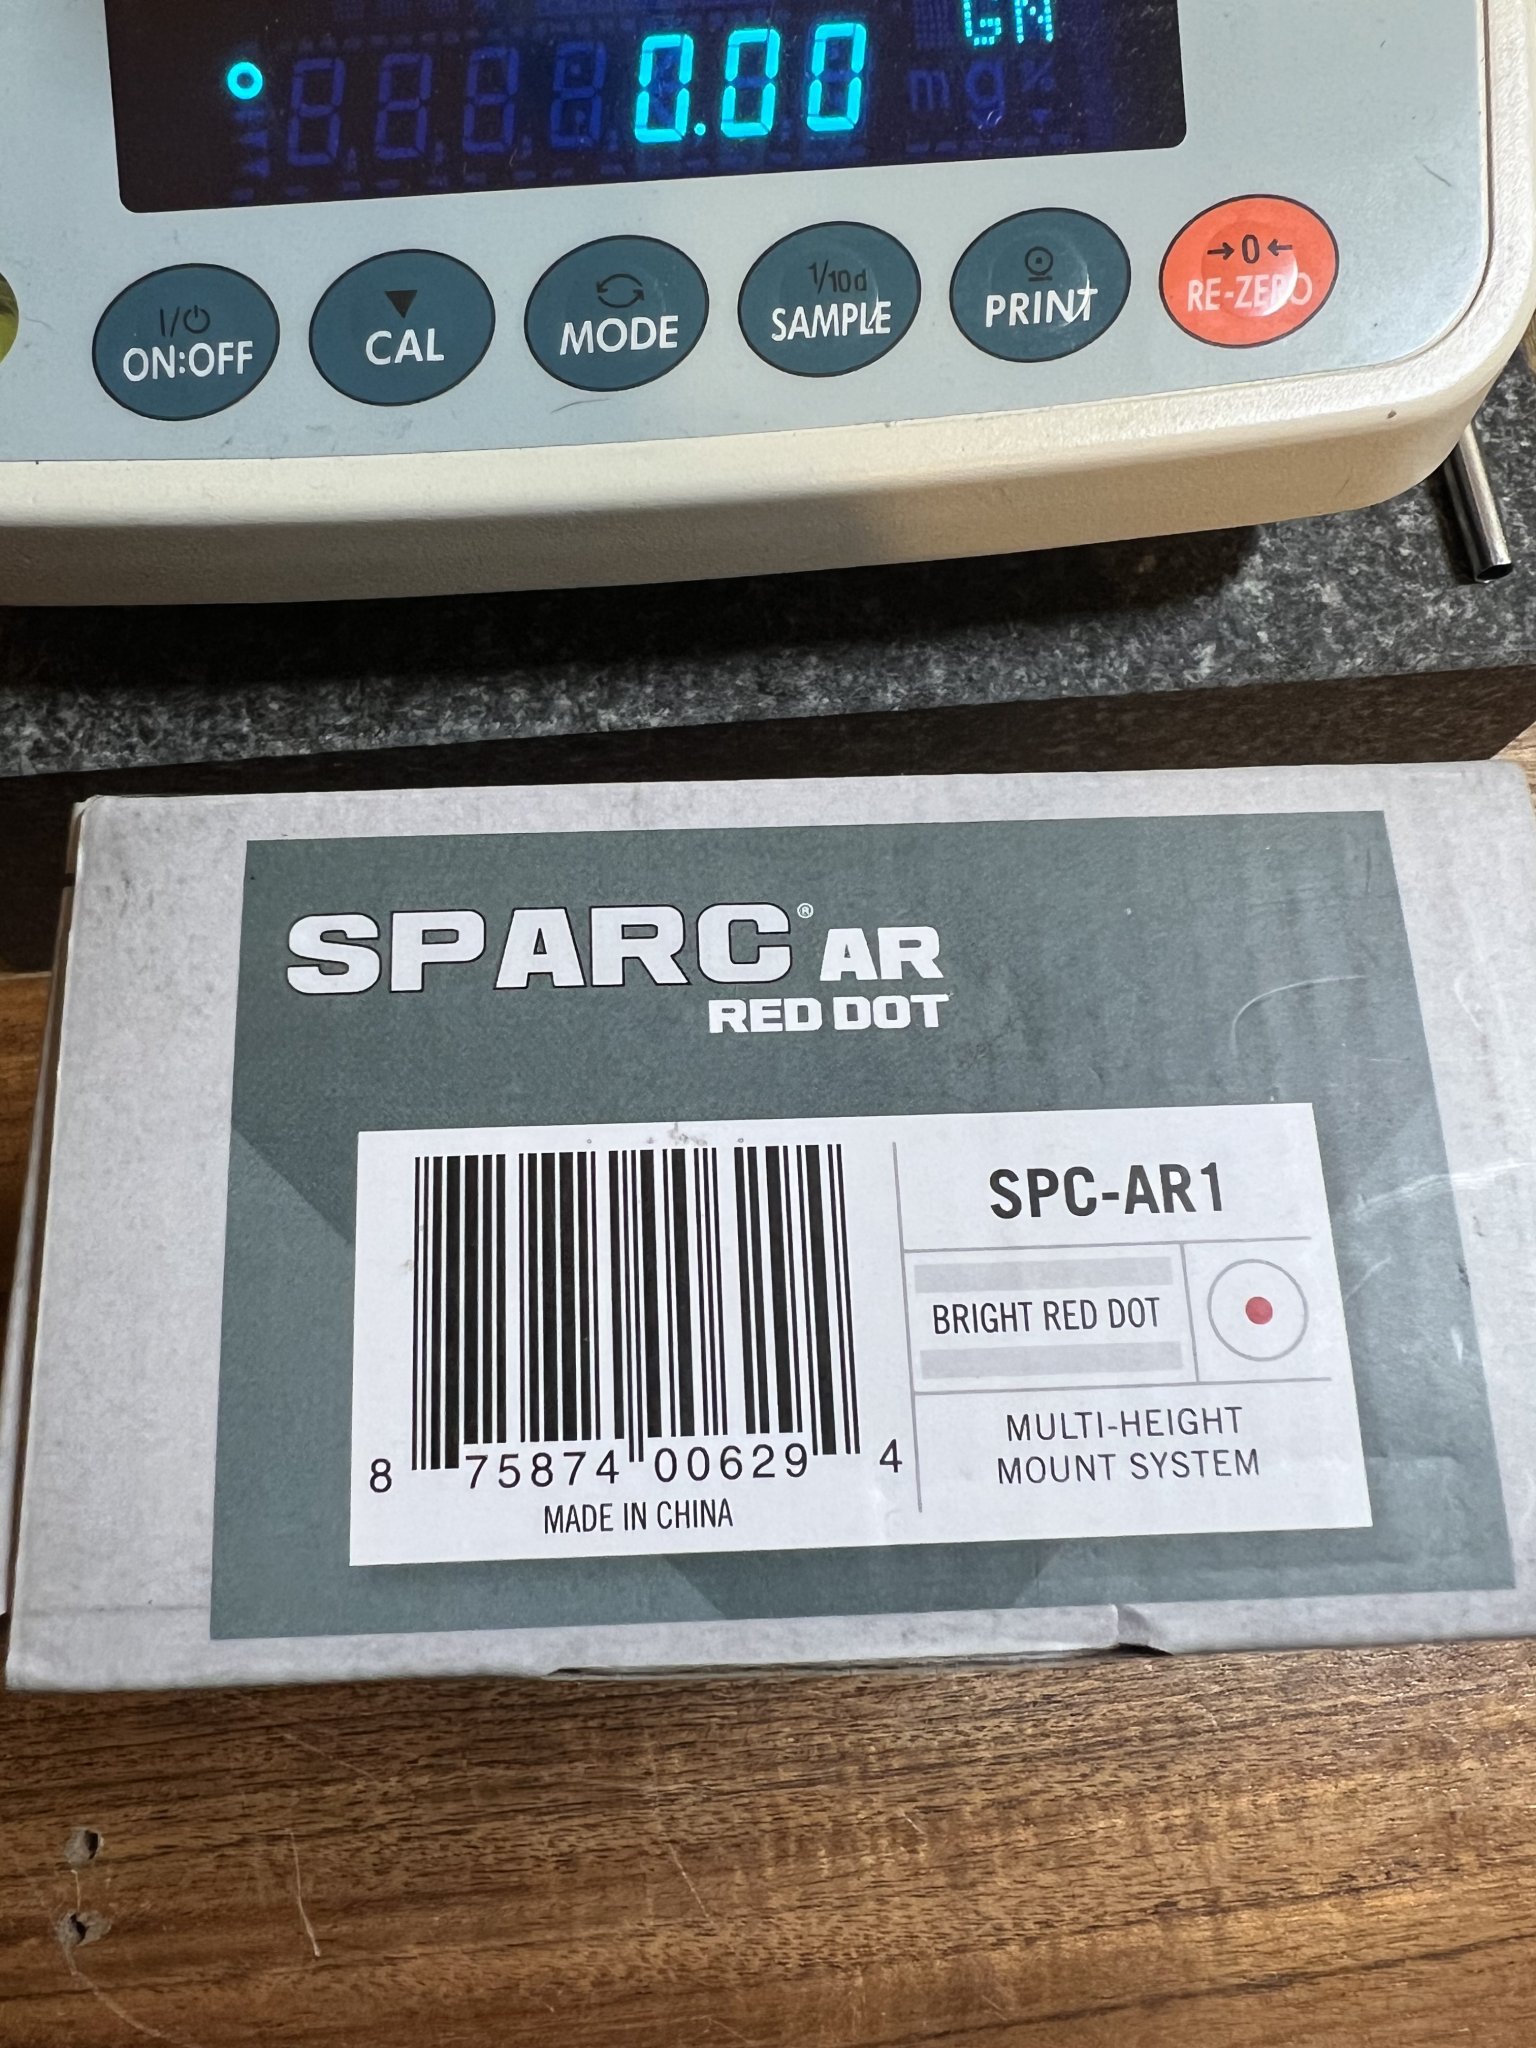 GN
0.00
I/⏻
ON:OFF
CAL
MODE
1/10d
SAMPLE
PRINT
→0←
RE-ZERO
SPARC® AR
RED DOT
SPC-AR1
BRIGHT RED DOT
MULTI-HEIGHT
MOUNT SYSTEM
8 75874 00629 4
MADE IN CHINA